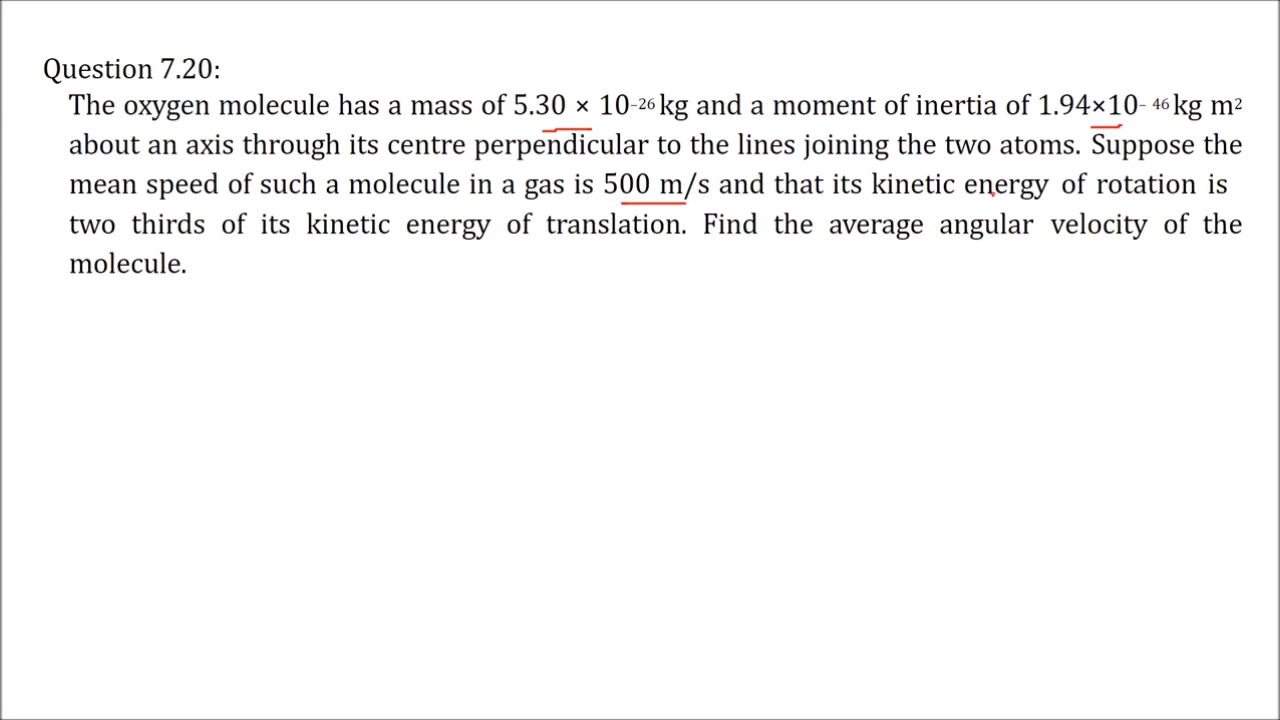 Question 7.20:
The oxygen molecule has a mass of 5.30 × 10⁻²⁶ kg and a moment of inertia of 1.94×10⁻ ⁴⁶ kg m²
about an axis through its centre perpendicular to the lines joining the two atoms. Suppose the
mean speed of such a molecule in a gas is 500 m/s and that its kinetic energy of rotation is
two thirds of its kinetic energy of translation. Find the average angular velocity of the
molecule.